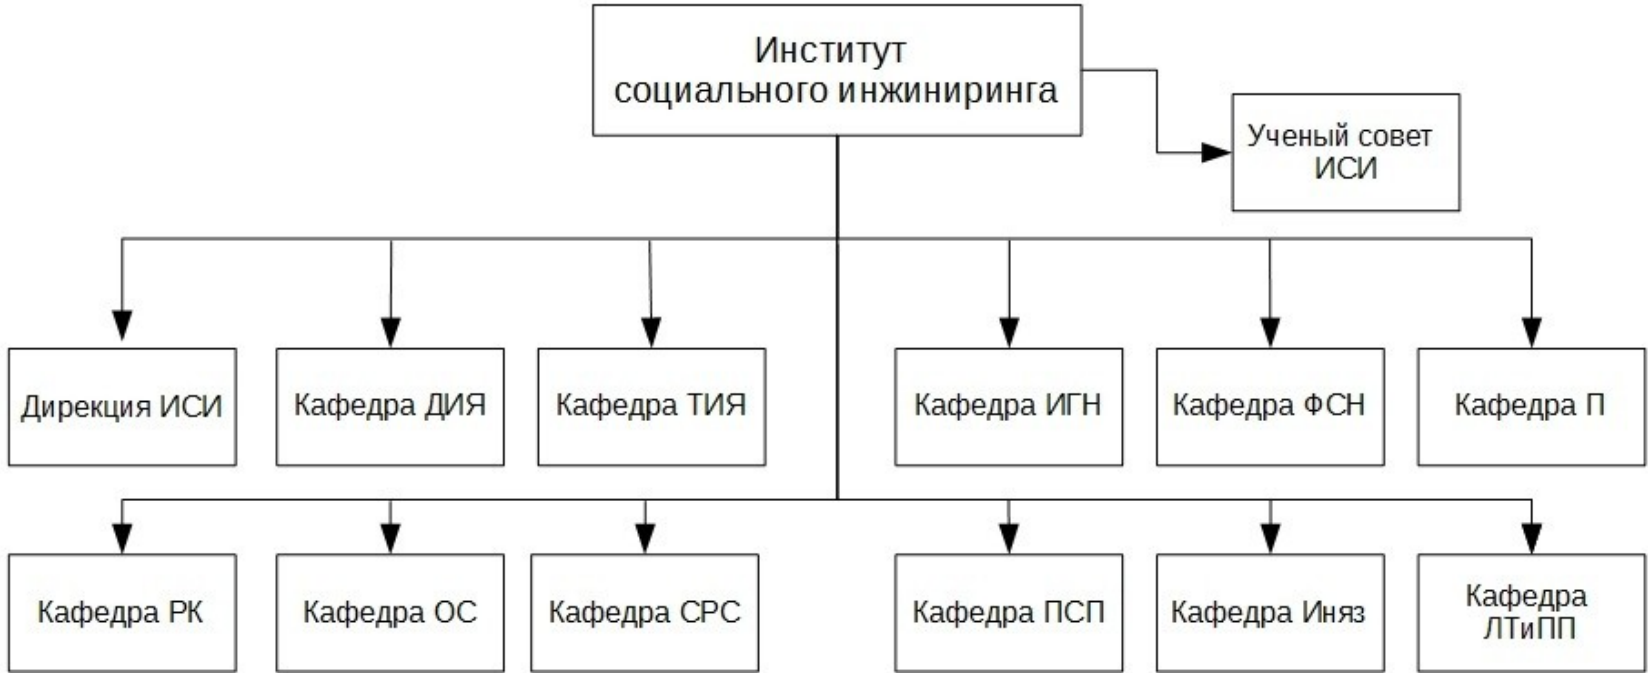 Институт
социального инжиниринга
Ученый совет
ИСИ
Дирекция ИСИ
Кафедра ДИЯ
Кафедра ТИЯ
Кафедра ИГН
Кафедра ФСН
Кафедра П
Кафедра РК
Кафедра ОС
Кафедра СРС
Кафедра ПСП
Кафедра Иняз
Кафедра
ЛТиПП